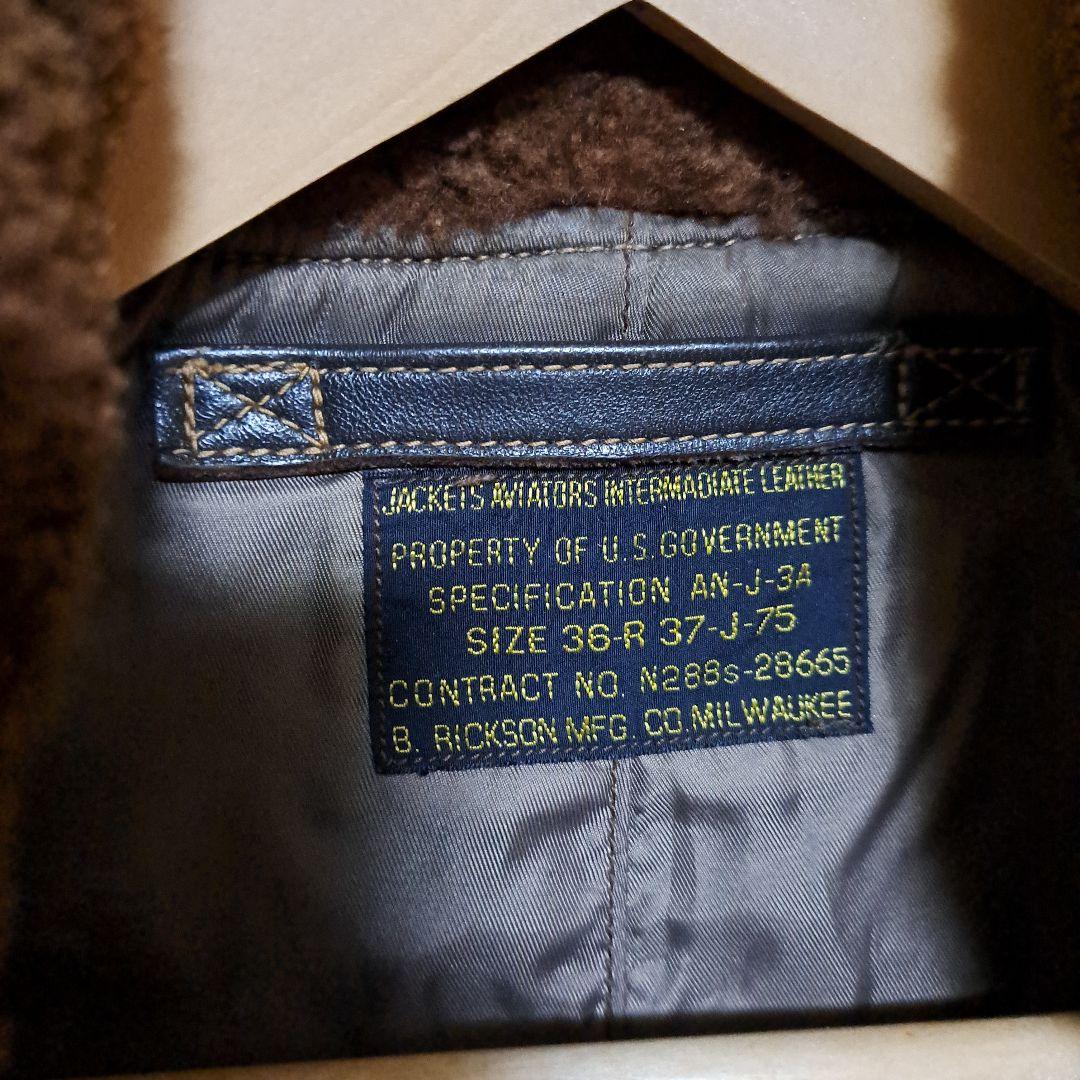 JACKETS AVIATORS INTERMADIATE LEATHER
PROPERTY OF U.S.GOVERNMENT
SPECIFICATION AN-J-3A
SIZE 36-R 37-J-75
CONTRACT NO. N288s-28665
B. RICKSON MFG. CO.MILWAUKEE